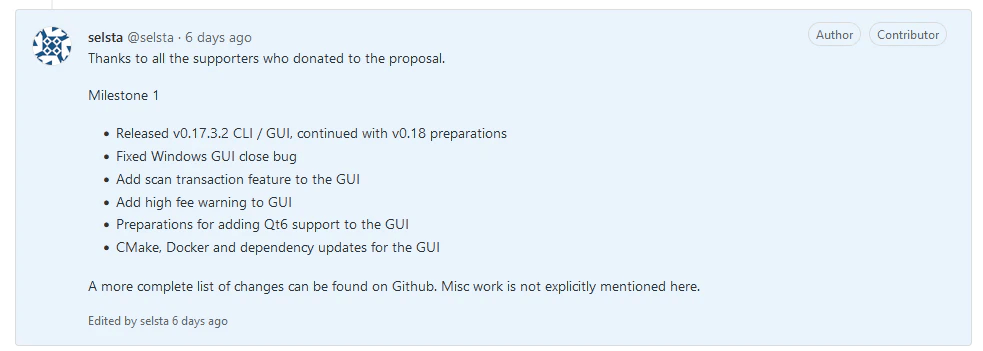 selsta @selsta · 6 days ago
Author
Contributor
Thanks to all the supporters who donated to the proposal.
Milestone 1
• Released v0.17.3.2 CLI / GUI, continued with v0.18 preparations
• Fixed Windows GUI close bug
• Add scan transaction feature to the GUI
• Add high fee warning to GUI
• Preparations for adding Qt6 support to the GUI
• CMake, Docker and dependency updates for the GUI
A more complete list of changes can be found on Github. Misc work is not explicitly mentioned here.
Edited by selsta 6 days ago